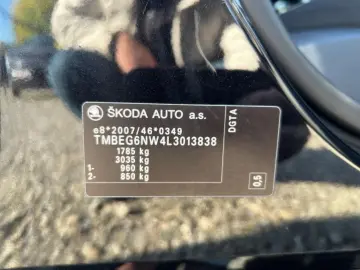 ŠKODA AUTO a.s.
e8*2007/46*0349
TMBEG6NW4L3013838
1785 kg
3035 kg
1- 960 kg
2- 850 kg
DGTA
0,5